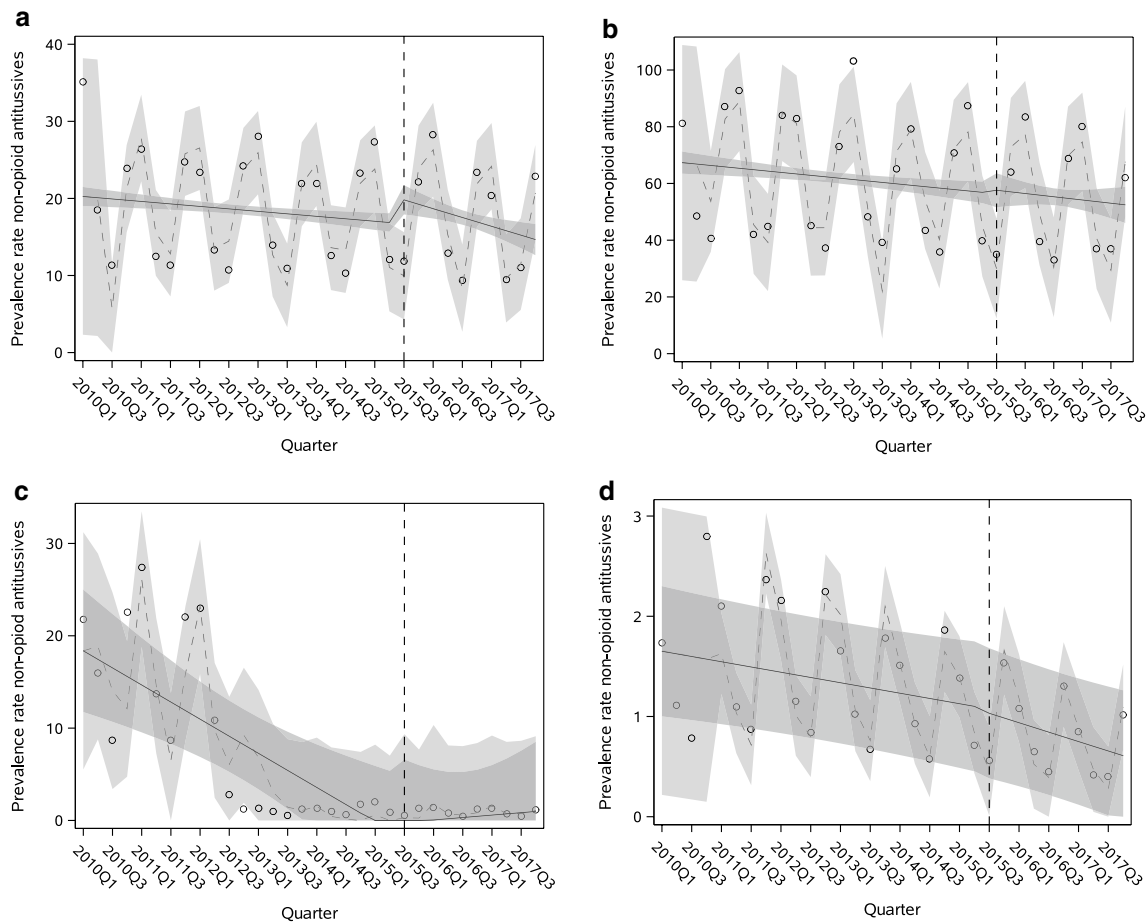 a
Prevalence rate non-opioid antitussives
40
30
20
10
0
2010Q1
2010Q3
2011Q1
2011Q3
2012Q1
2012Q3
2013Q1
2013Q3
2014Q1
2014Q3
2015Q1
2015Q3
2016Q1
2016Q3
2017Q1
2017Q3
Quarter
b
Prevalence rate non-opioid antitussives
100
80
60
40
20
0
2010Q1
2010Q3
2011Q1
2011Q3
2012Q1
2012Q3
2013Q1
2013Q3
2014Q1
2014Q3
2015Q1
2015Q3
2016Q1
2016Q3
2017Q1
2017Q3
Quarter
c
Prevalence rate non-opiod antitussives
30
20
10
0
2010Q1
2010Q3
2011Q1
2011Q3
2012Q1
2012Q3
2013Q1
2013Q3
2014Q1
2014Q3
2015Q1
2015Q3
2016Q1
2016Q3
2017Q1
2017Q3
Quarter
d
Prevalence rate non-opioid antitussives
3
2
1
0
2010Q1
2010Q3
2011Q1
2011Q3
2012Q1
2012Q3
2013Q1
2013Q3
2014Q1
2014Q3
2015Q1
2015Q3
2016Q1
2016Q3
2017Q1
2017Q3
Quarter